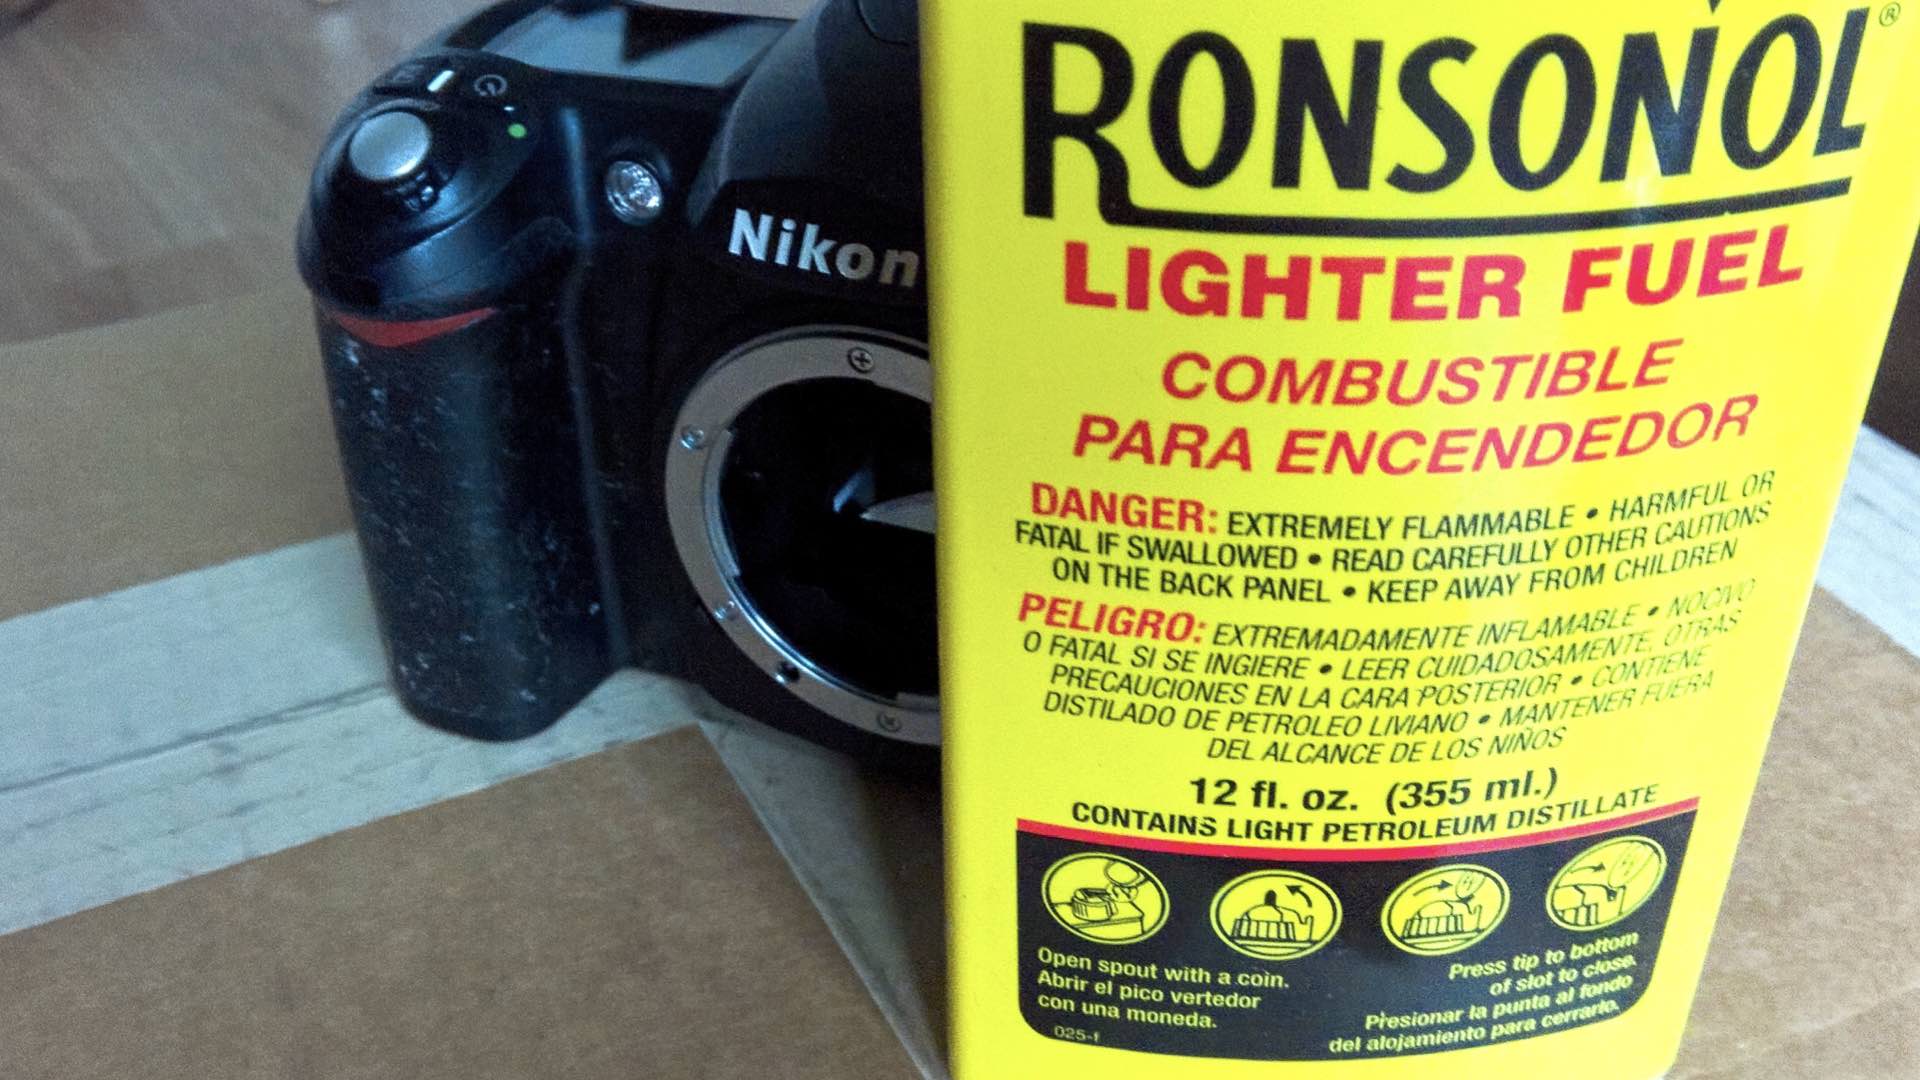 Nikon
RONSONOL®
LIGHTER FUEL
COMBUSTIBLE
PARA ENCENDEDOR
DANGER: EXTREMELY FLAMMABLE • HARMFUL OR
FATAL IF SWALLOWED • READ CAREFULLY OTHER CAUTIONS
ON THE BACK PANEL • KEEP AWAY FROM CHILDREN
PELIGRO: EXTREMADAMENTE INFLAMABLE • NOCIVO
O FATAL SI SE INGIERE • LEER CUIDADOSAMENTE, OTRAS
PRECAUCIONES EN LA CARA POSTERIOR • CONTIENE
DISTILADO DE PETROLEO LIVIANO • MANTENER FUERA
DEL ALCANCE DE LOS NIÑOS
12 fl. oz. (355 ml.)
CONTAINS LIGHT PETROLEUM DISTILLATE
Open spout with a coin.
Abrir el pico vertedor
con una moneda.
025-f
Press tip to bottom
of slot to close.
Presionar la punta al fondo
del alojamiento para cerrarlo.